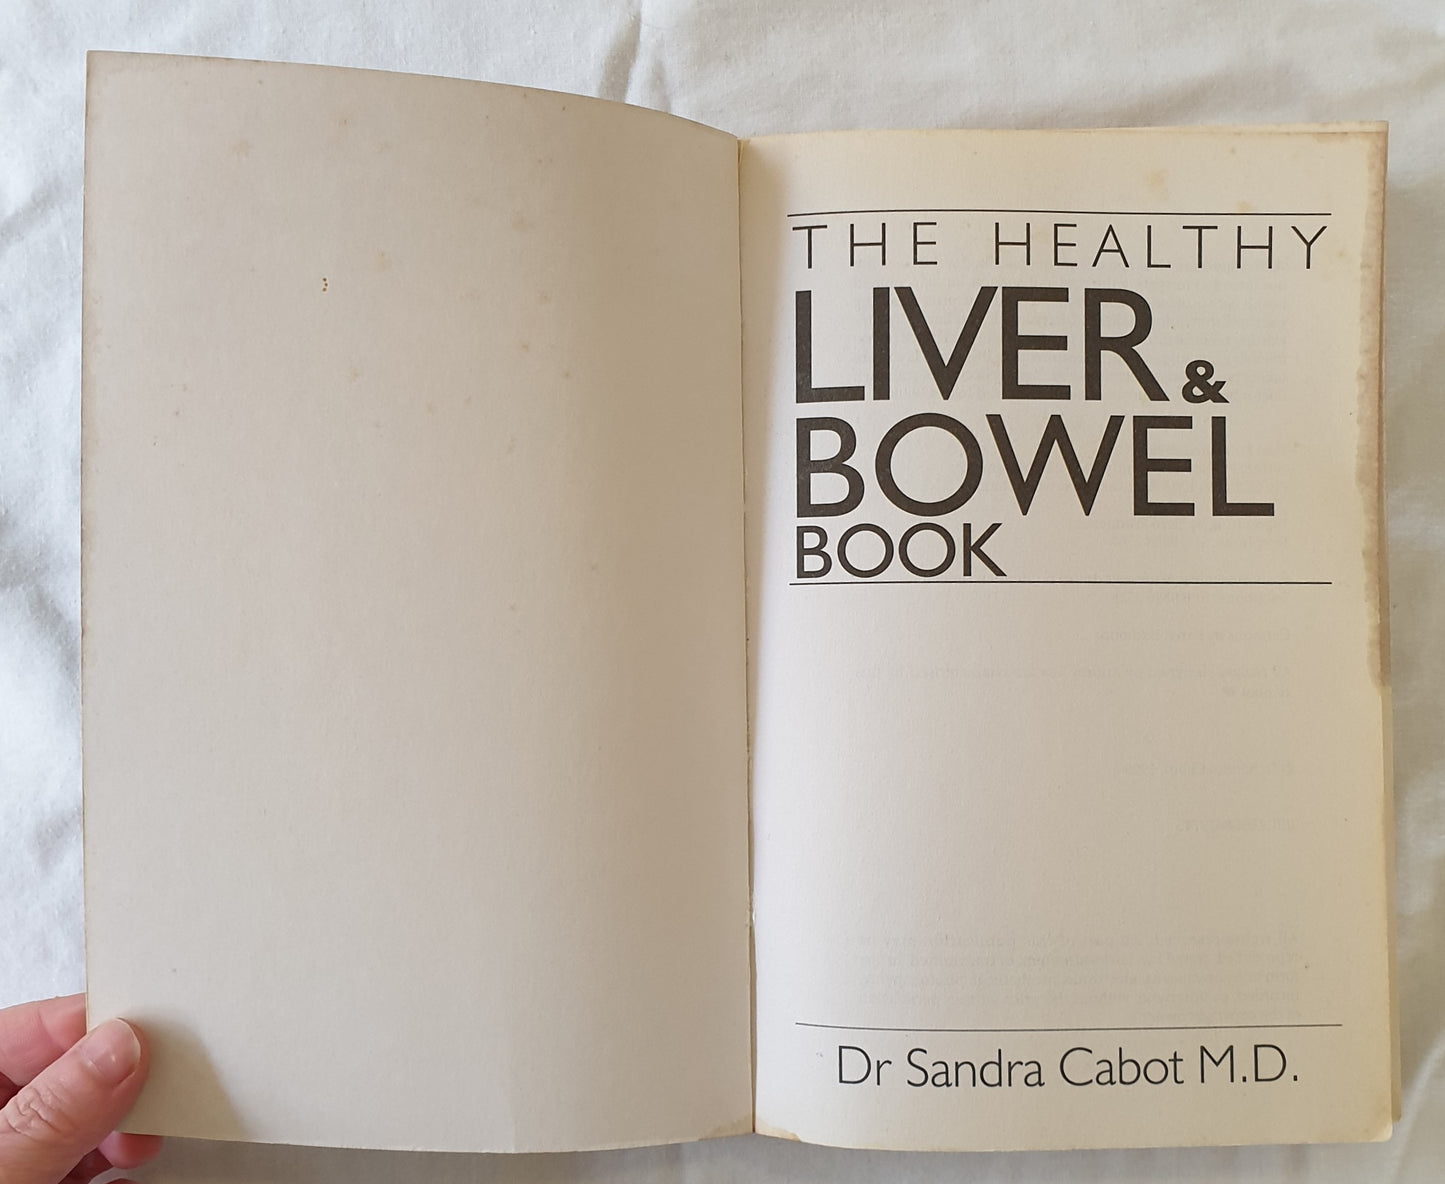 THE HEALTHY
LIVER &
BOWEL
BOOK
Dr Sandra Cabot M.D.